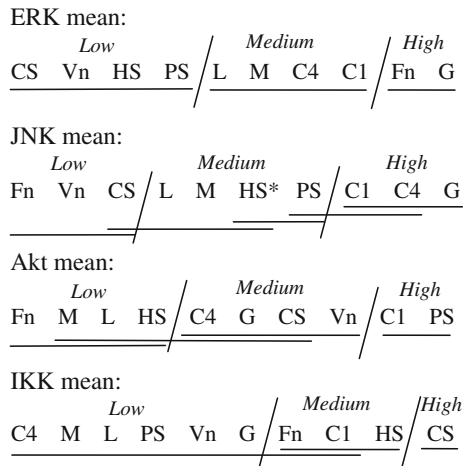 ERK mean:
Low Medium High
CS Vn HS PS L M C4 C1 Fn G
JNK mean:
Low Medium High
Fn Vn CS L M HS* PS C1 C4 G
Akt mean:
Low Medium High
Fn M L HS C4 G CS Vn C1 PS
IKK mean:
Low Medium High
C4 M L PS Vn G Fn C1 HS CS